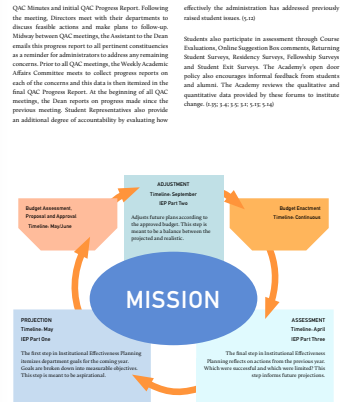 QAC Minutes and initial QAC Progress Report. Following
the meeting, Directors meet with their departments to
discuss feasible actions and make plans to follow-up.
Midway between QAC meetings, the Assistant to the Dean
emails this progress report to all pertinent constituencies
as a reminder for administrators to address any remaining
concerns. Prior to all QAC meetings, the Weekly Academic
Affairs Committee meets to collect progress reports on
each of the concerns and this data is then itemized in the
final QAC Progress Report. At the beginning of all QAC
meetings, the Dean reports on progress made since the
previous meeting. Student Representatives also provide
an additional degree of accountability by evaluating how
effectively the administration has addressed previously
raised student issues. (5.12)
Students also participate in assessment through Course
Evaluations, Online Suggestion Box comments, Returning
Student Surveys, Residency Surveys, Fellowship Surveys
and Student Exit Surveys. The Academy's open door
policy also encourages informal feedback from students
and alumni. The Academy reviews the qualitative and
quantitative data provided by these forums to institute
change. (1.35; 3.4; 3.5; 3.1; 5.13; 5.14)
ADJUSTMENT
Timeline: September
IEP Part Two
Adjusts future plans according to
the approved budget. This step is
meant to be a balance between the
projected and realistic.
Budget Assessment,
Proposal and Approval
Timeline: May/June
Budget Enactment
Timeline: Continuous
MISSION
PROJECTION
Timeline: May
IEP Part One
The first step in Institutional Effectiveness Planning
itemizes department goals for the coming year.
Goals are broken down into measurable objectives.
This step is meant to be aspirational.
ASSESSMENT
Timeline: April
IEP Part Three
The final step in Institutional Effectiveness
Planning reflects on actions from the previous year.
Which were successful and which were limited? This
step informs future projections.